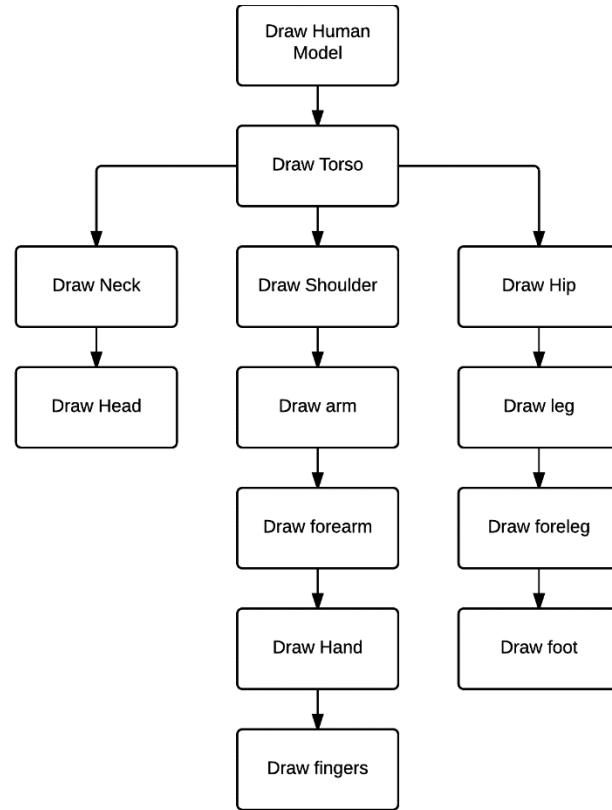 Draw Human
Model
Draw Torso
Draw Neck
Draw Shoulder
Draw Hip
Draw Head
Draw arm
Draw leg
Draw forearm
Draw foreleg
Draw Hand
Draw foot
Draw fingers